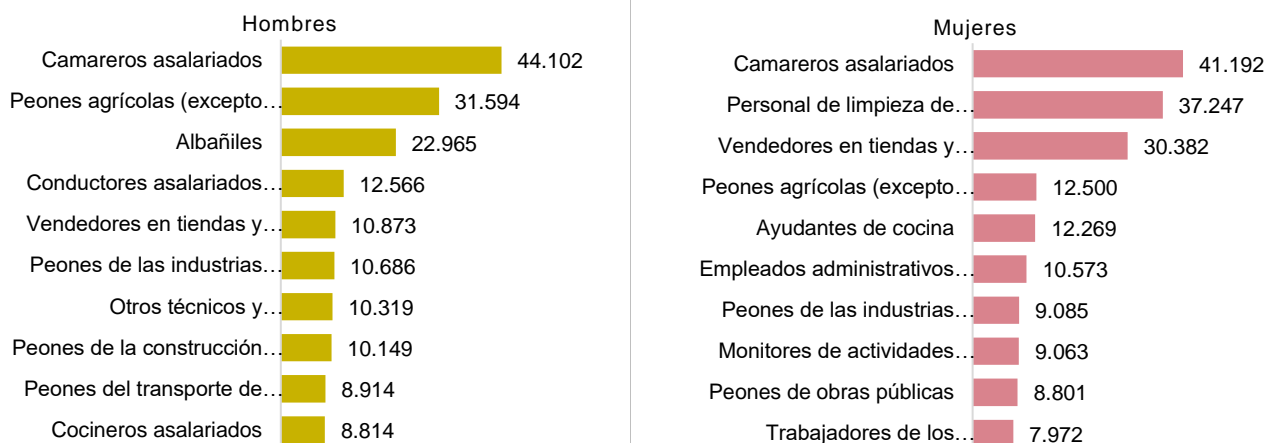 Hombres
Camareros asalariados 44.102
Peones agrícolas (excepto... 31.594
Albañiles 22.965
Conductores asalariados... 12.566
Vendedores en tiendas y... 10.873
Peones de las industrias... 10.686
Otros técnicos y... 10.319
Peones de la construcción... 10.149
Peones del transporte de... 8.914
Cocineros asalariados 8.814
Mujeres
Camareros asalariados 41.192
Personal de limpieza de... 37.247
Vendedores en tiendas y... 30.382
Peones agrícolas (excepto... 12.500
Ayudantes de cocina 12.269
Empleados administrativos... 10.573
Peones de las industrias... 9.085
Monitores de actividades... 9.063
Peones de obras públicas 8.801
Trabajadores de los... 7.972